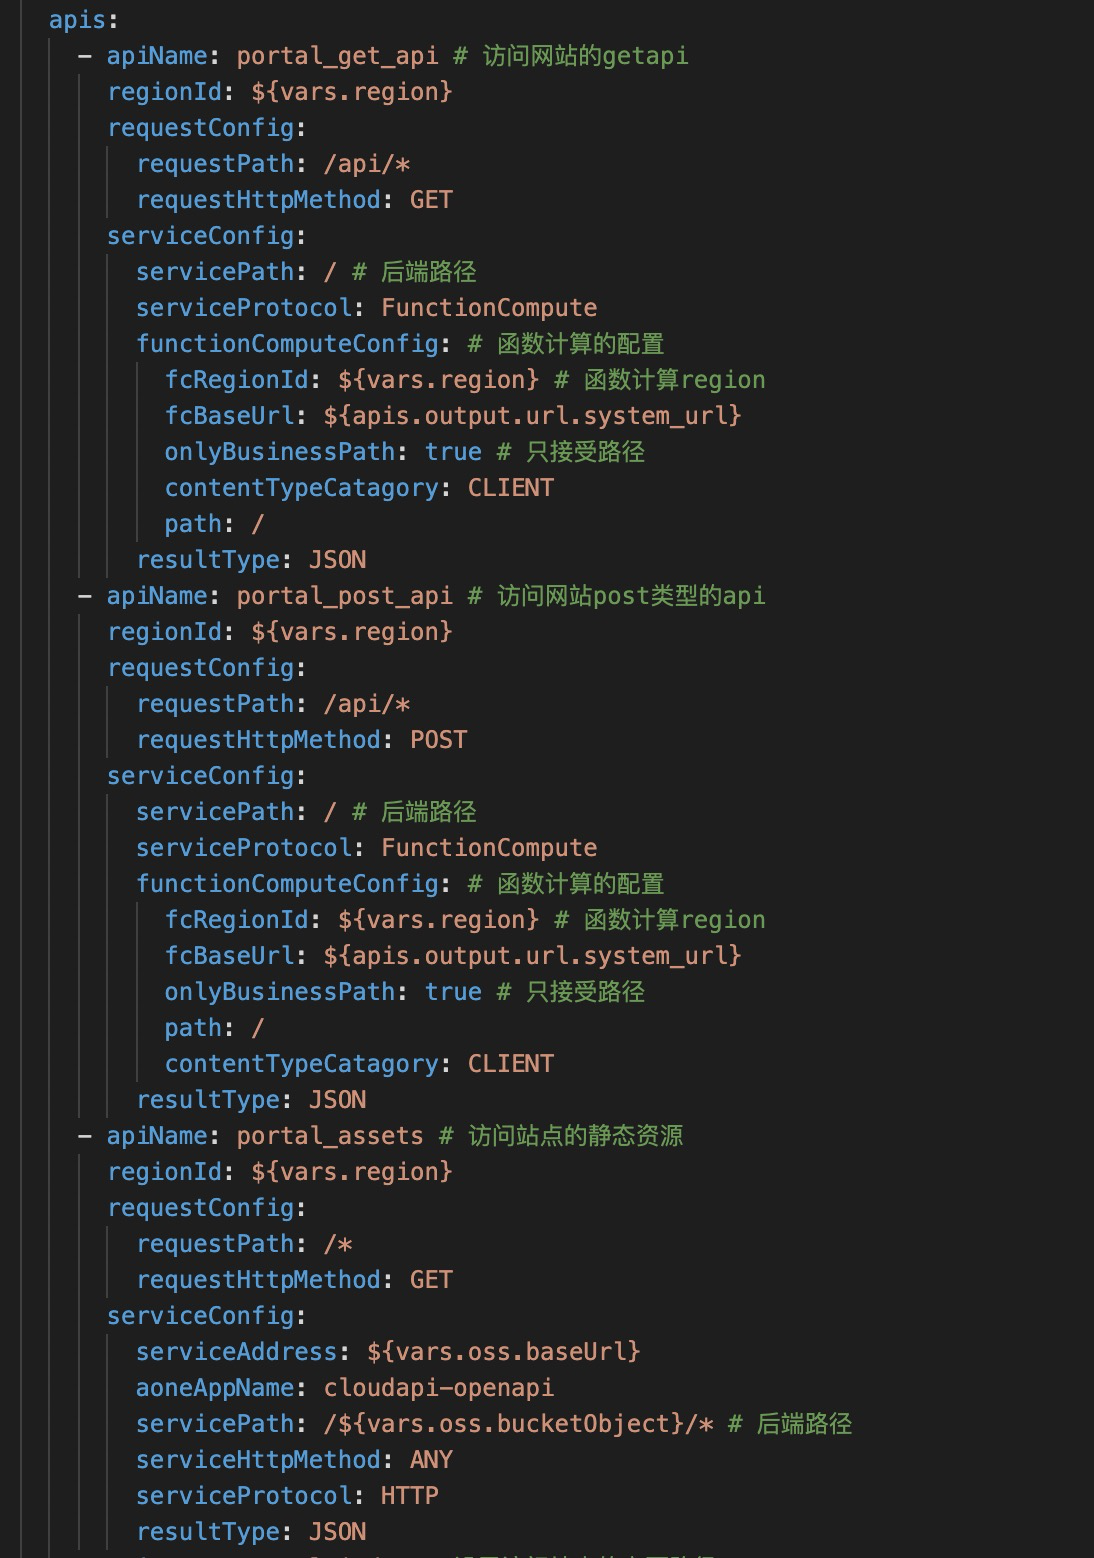 apis:
- apiName: portal_get_api # 访问网站的getapi
regionId: ${vars.region}
requestConfig:
requestPath: /api/*
requestHttpMethod: GET
serviceConfig:
servicePath: / # 后端路径
serviceProtocol: FunctionCompute
functionComputeConfig: # 函数计算的配置
fcRegionId: ${vars.region} # 函数计算region
fcBaseUrl: ${apis.output.url.system_url}
onlyBusinessPath: true # 只接受路径
contentTypeCatagory: CLIENT
path: /
resultType: JSON
- apiName: portal_post_api # 访问网站post类型的api
regionId: ${vars.region}
requestConfig:
requestPath: /api/*
requestHttpMethod: POST
serviceConfig:
servicePath: / # 后端路径
serviceProtocol: FunctionCompute
functionComputeConfig: # 函数计算的配置
fcRegionId: ${vars.region} # 函数计算region
fcBaseUrl: ${apis.output.url.system_url}
onlyBusinessPath: true # 只接受路径
path: /
contentTypeCatagory: CLIENT
resultType: JSON
- apiName: portal_assets # 访问站点的静态资源
regionId: ${vars.region}
requestConfig:
requestPath: /*
requestHttpMethod: GET
serviceConfig:
serviceAddress: ${vars.oss.baseUrl}
aoneAppName: cloudapi-openapi
servicePath: /${vars.oss.bucketObject}/* # 后端路径
serviceHttpMethod: ANY
serviceProtocol: HTTP
resultType: JSON